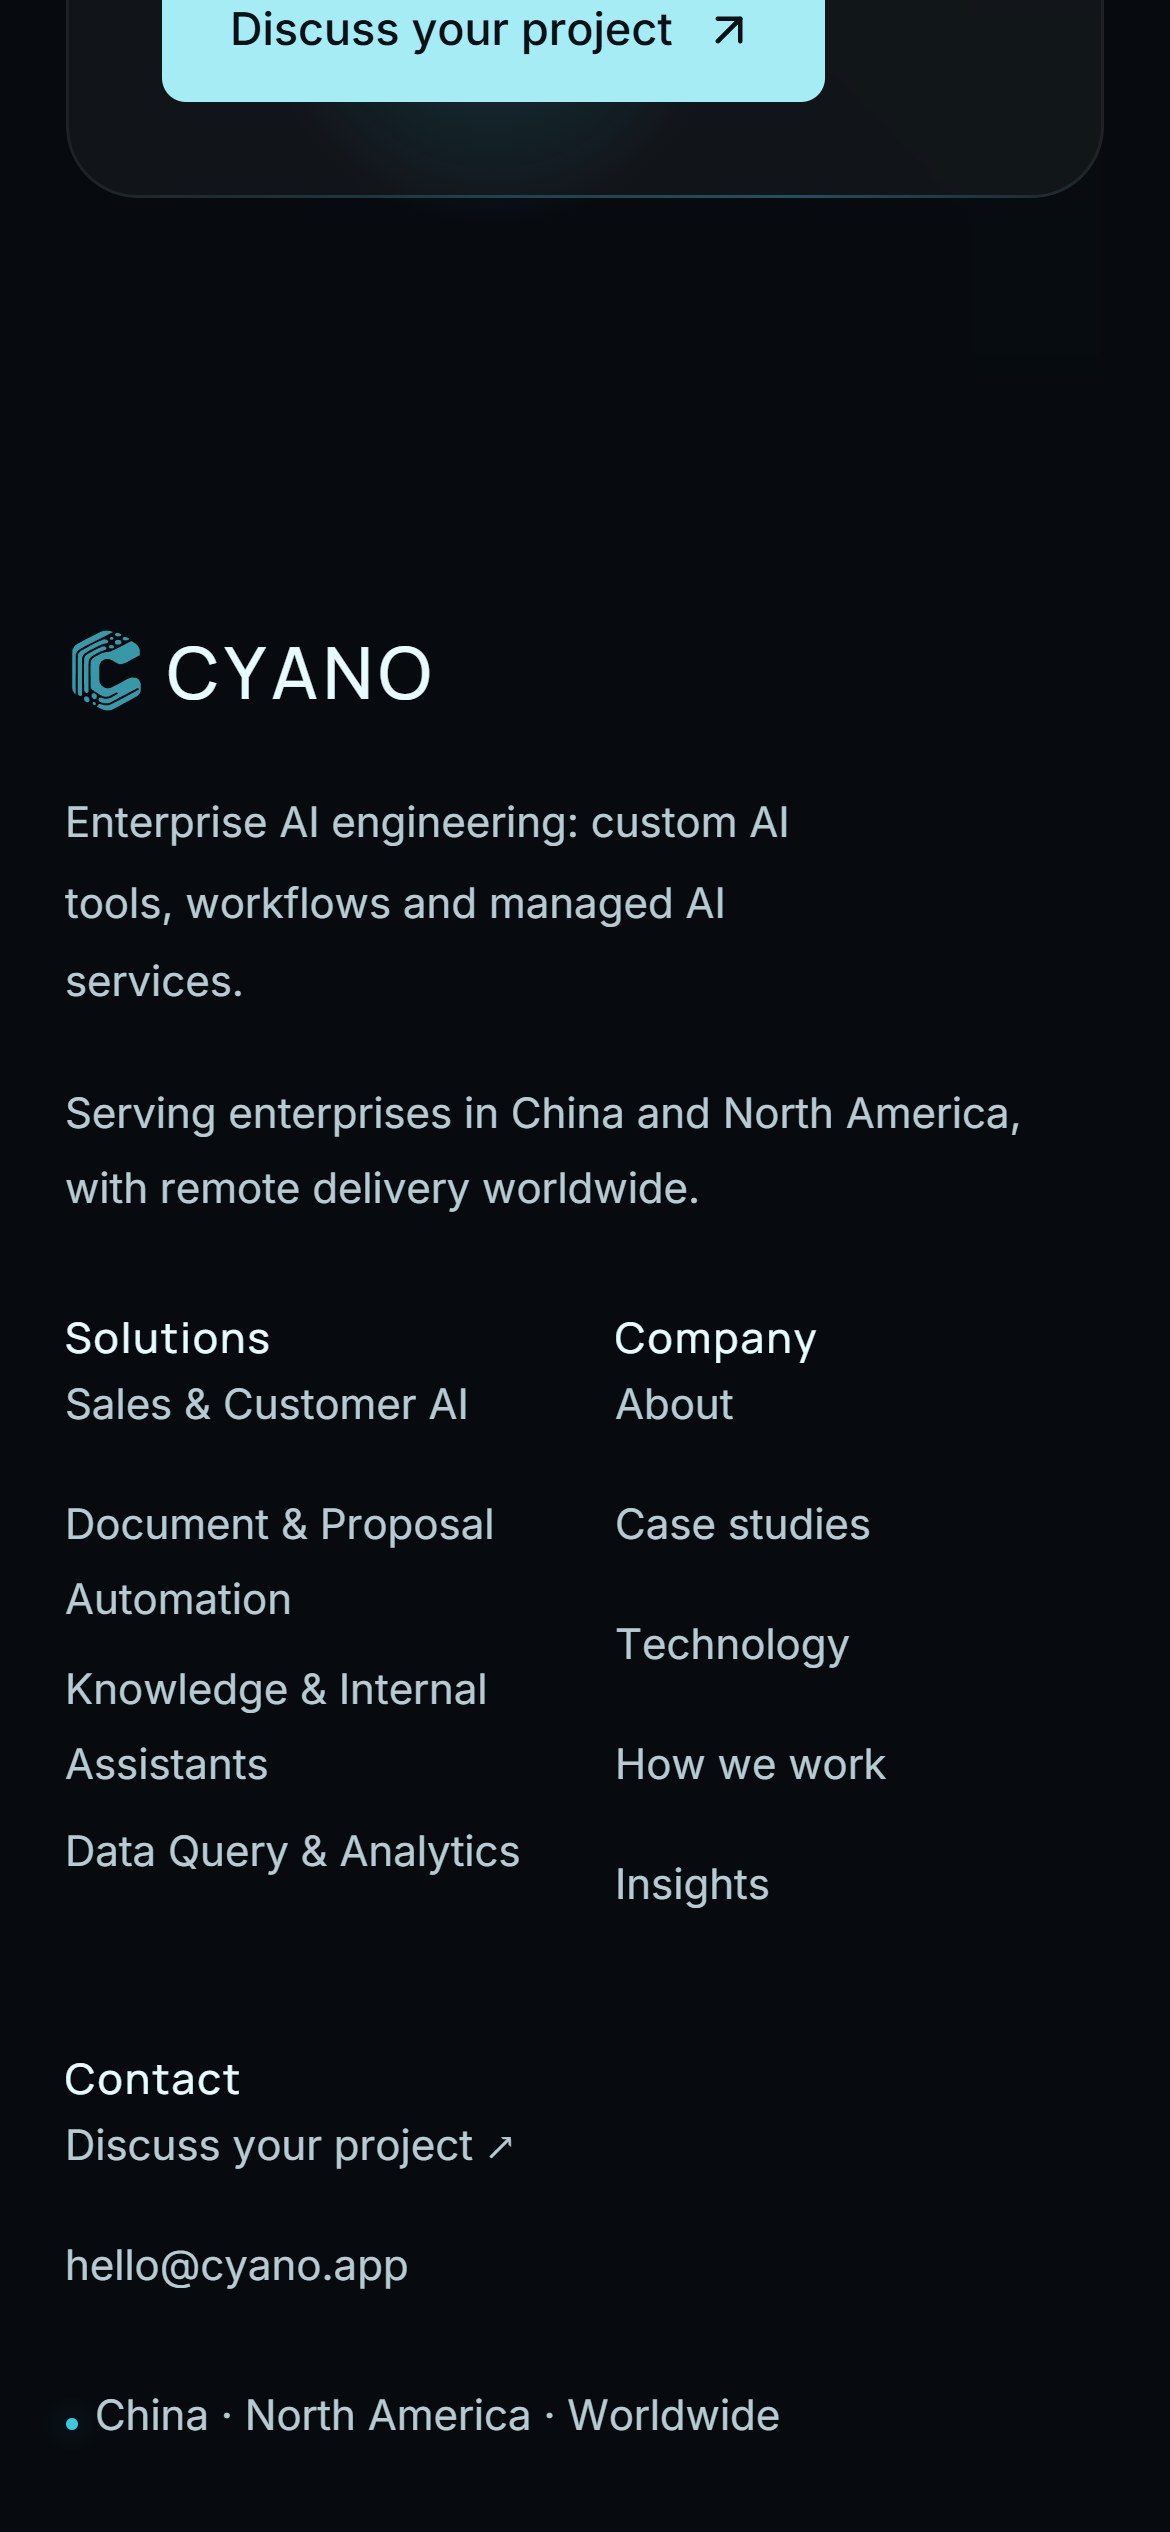 Discuss your project ↗
CYANO
Enterprise AI engineering: custom AI
tools, workflows and managed AI
services.
Serving enterprises in China and North America,
with remote delivery worldwide.
Solutions
Sales & Customer AI
Document & Proposal
Automation
Knowledge & Internal
Assistants
Data Query & Analytics
Company
About
Case studies
Technology
How we work
Insights
Contact
Discuss your project ↗
hello@cyano.app
China · North America · Worldwide